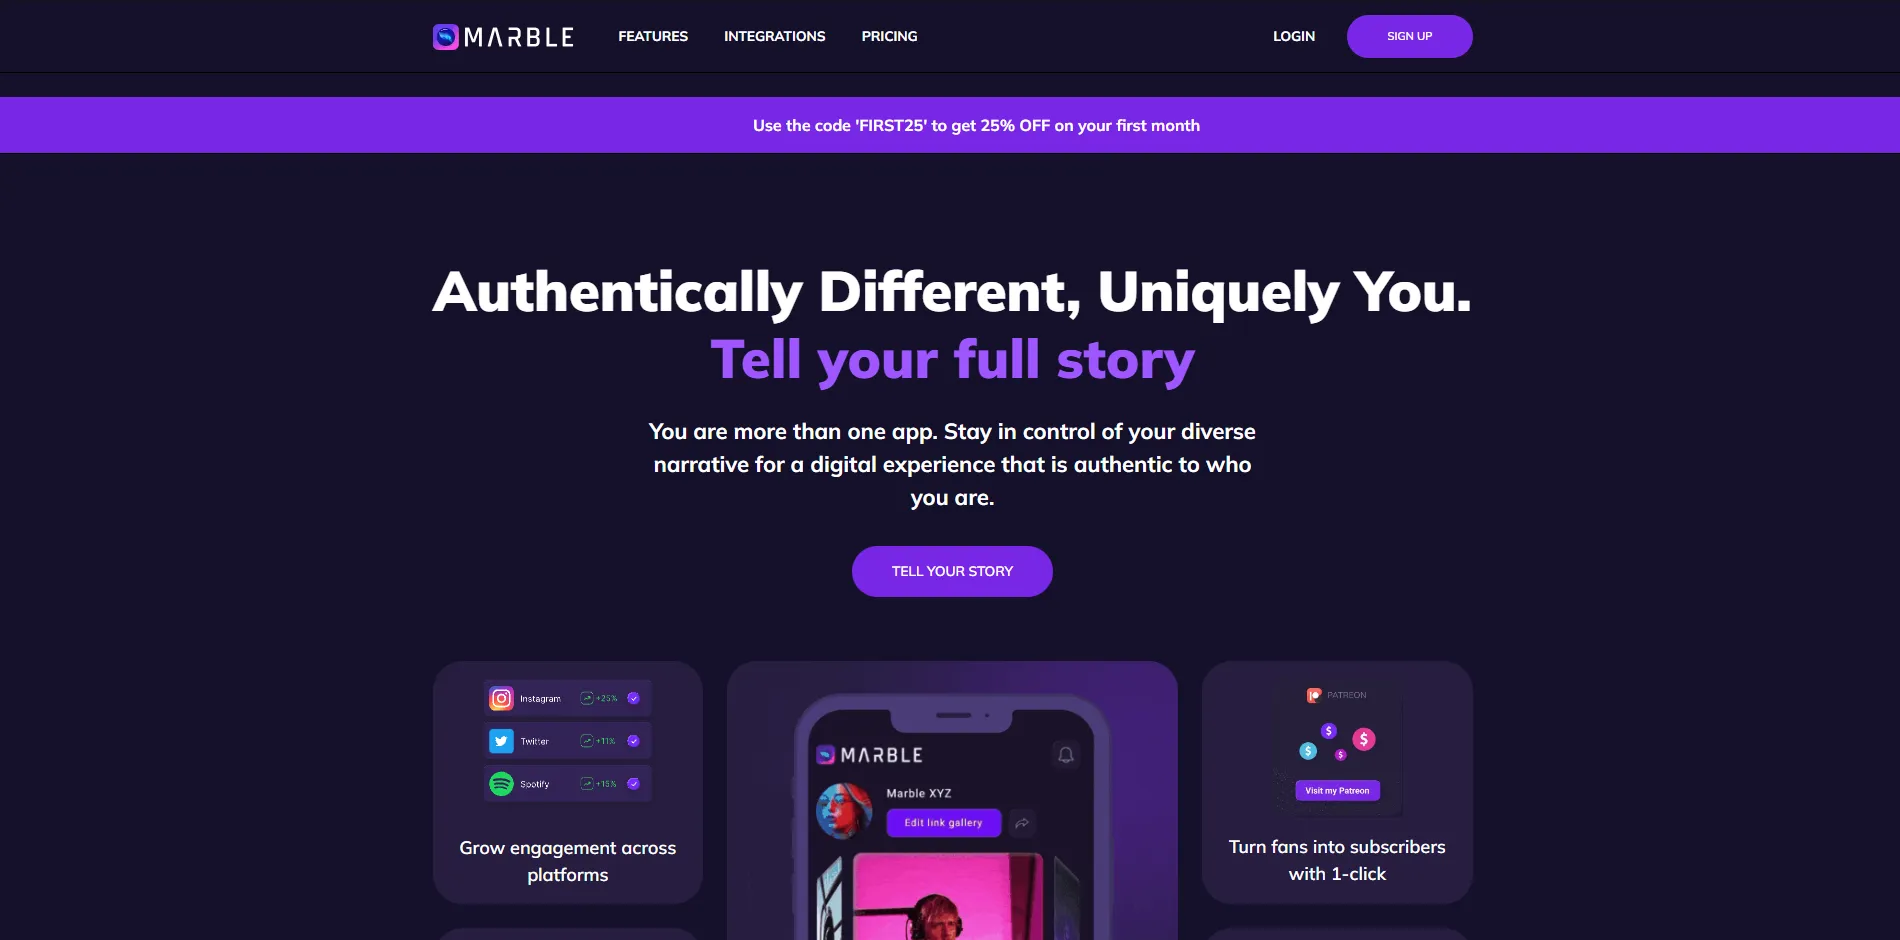 MARBLE
FEATURES
INTEGRATIONS
PRICING
LOGIN
SIGN UP
Use the code 'FIRST25' to get 25% OFF on your first month
Authentically Different, Uniquely You.
Tell your full story
You are more than one app. Stay in control of your diverse
narrative for a digital experience that is authentic to who
you are.
TELL YOUR STORY
Instagram +25%
Twitter +11%
Spotify +15%
Grow engagement across
platforms
MARBLE
Marble XYZ
Edit link gallery
PATREON
$ $ $ $
Visit my Patreon
Turn fans into subscribers
with 1-click